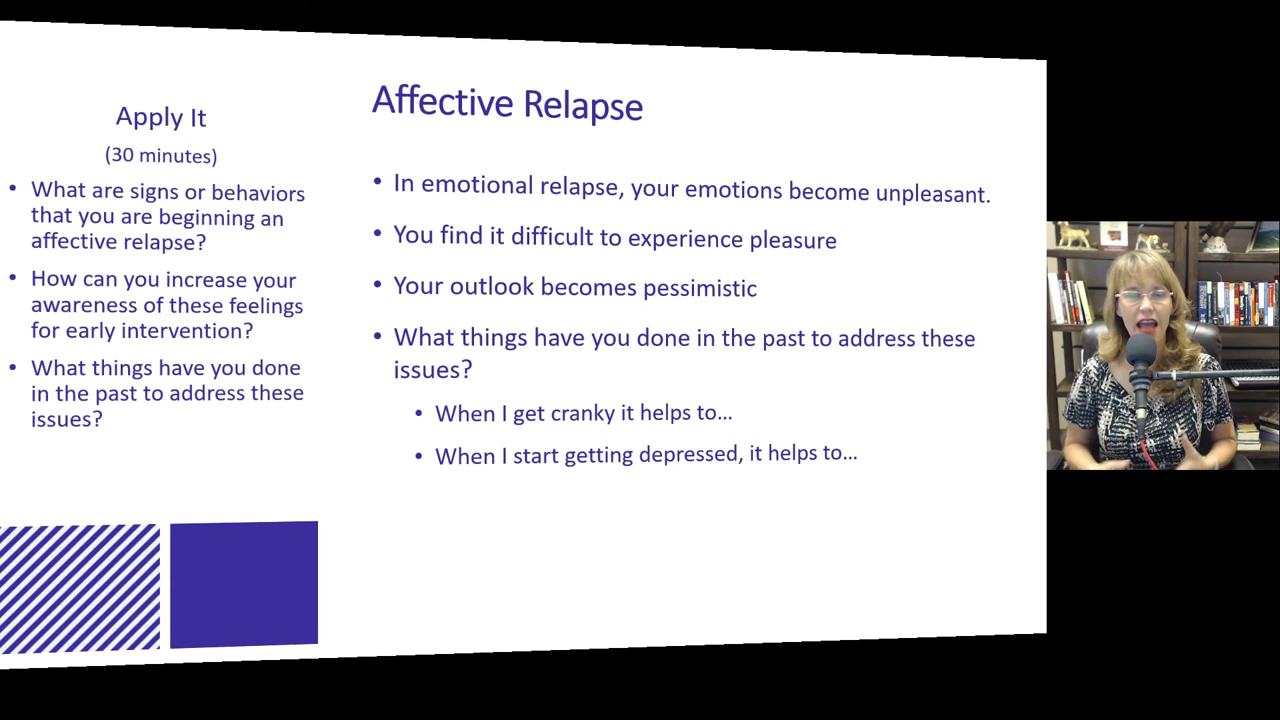 Apply It
(30 minutes)
• What are signs or behaviors
that you are beginning an
affective relapse?
• How can you increase your
awareness of these feelings
for early intervention?
• What things have you done
in the past to address these
issues?
Affective Relapse
• In emotional relapse, your emotions become unpleasant.
• You find it difficult to experience pleasure
• Your outlook becomes pessimistic
• What things have you done in the past to address these
issues?
• When I get cranky it helps to…
• When I start getting depressed, it helps to…